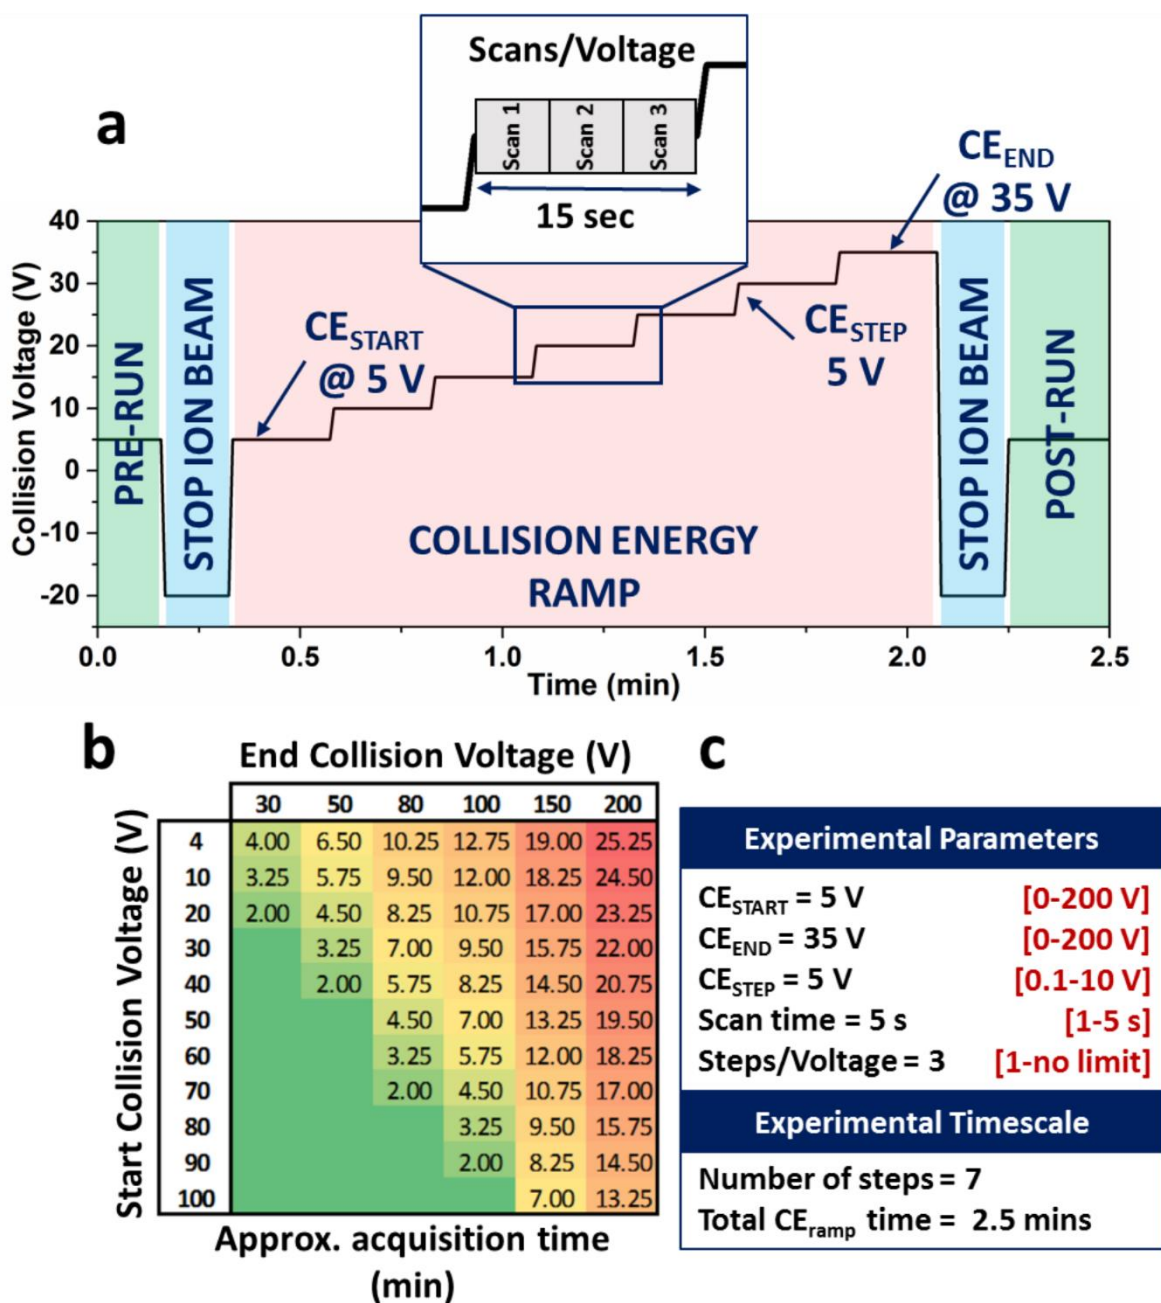 a
Scans/Voltage
Scan 1
Scan 2
Scan 3
15 sec
CE_END
@ 35 V
CE_START
@ 5 V
CE_STEP
5 V
PRE-RUN
STOP ION BEAM
COLLISION ENERGY
RAMP
STOP ION BEAM
POST-RUN
Collision Voltage (V)
40
30
20
10
0
-10
-20
0.0 0.5 1.0 1.5 2.0 2.5
Time (min)
b
End Collision Voltage (V)
Start Collision Voltage (V)
30 50 80 100 150 200
4 4.00 6.50 10.25 12.75 19.00 25.25
10 3.25 5.75 9.50 12.00 18.25 24.50
20 2.00 4.50 8.25 10.75 17.00 23.25
30 3.25 7.00 9.50 15.75 22.00
40 2.00 5.75 8.25 14.50 20.75
50 4.50 7.00 13.25 19.50
60 3.25 5.75 12.00 18.25
70 2.00 4.50 10.75 17.00
80 3.25 9.50 15.75
90 2.00 8.25 14.50
100 7.00 13.25
Approx. acquisition time
(min)
c
Experimental Parameters
CE_START = 5 V [0-200 V]
CE_END = 35 V [0-200 V]
CE_STEP = 5 V [0.1-10 V]
Scan time = 5 s [1-5 s]
Steps/Voltage = 3 [1-no limit]
Experimental Timescale
Number of steps = 7
Total CE_ramp time = 2.5 mins